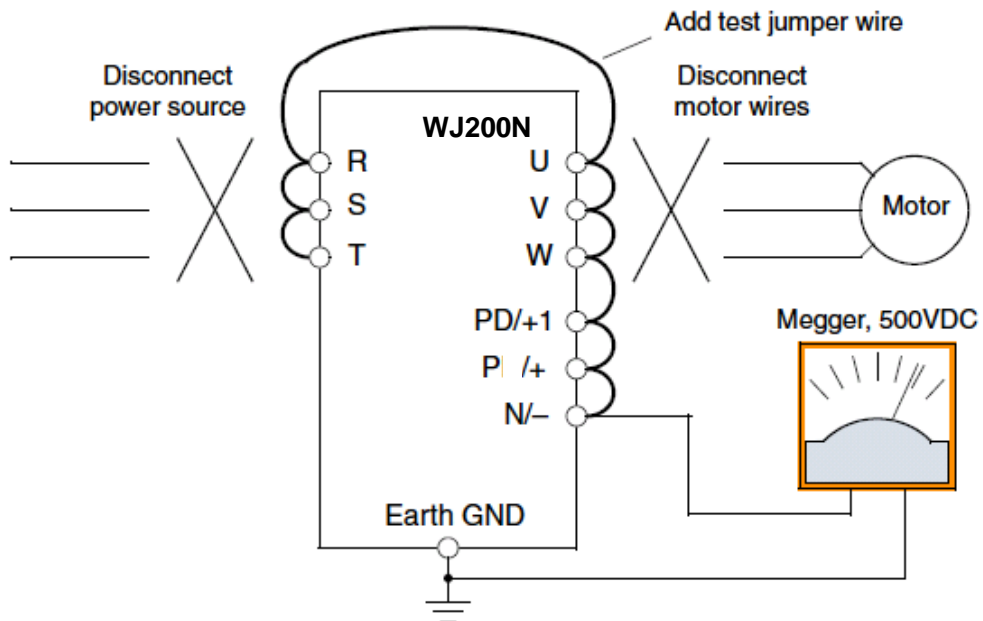 Add test jumper wire
Disconnect
power source
Disconnect
motor wires
WJ200N
R
U
S
V
Motor
T
W
PD/+1
Megger, 500VDC
/+
N/–
Earth GND